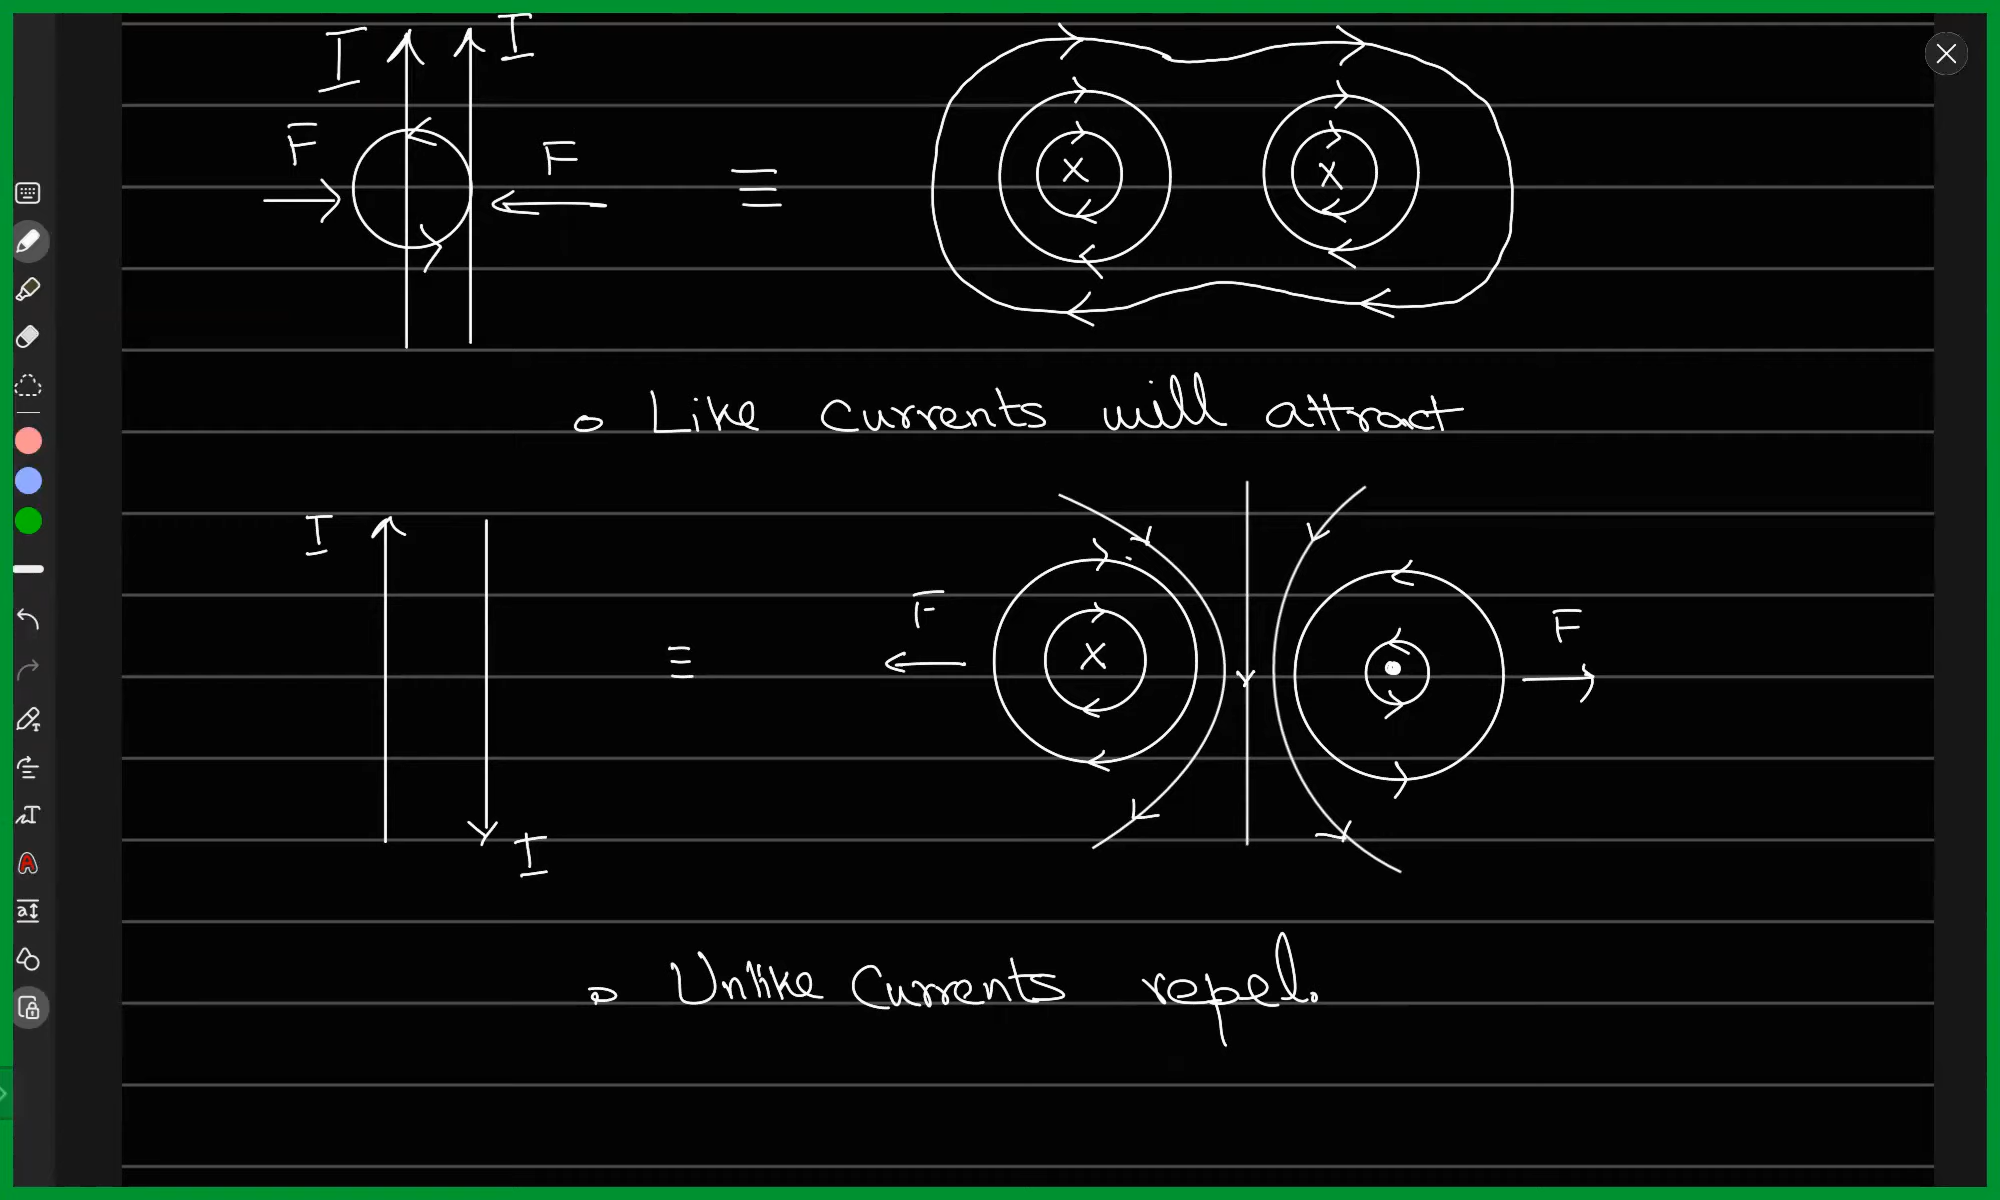 I I
F F
≡
X X
Like Currents will attract
I
F F
≡
X
I
Unlike Currents repel.